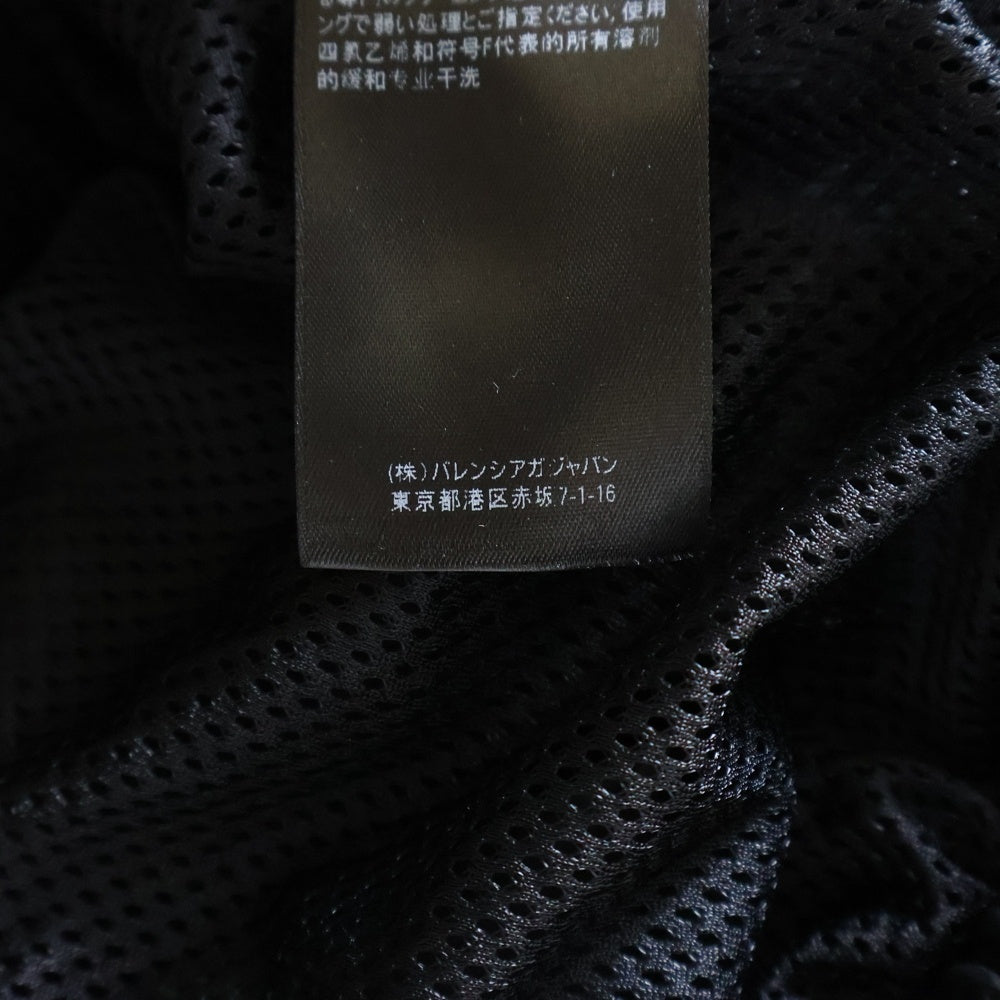 ングで弱い処理とご指定ください, 使用
四氯乙烯和符号F代表的所有溶剂
的缓和专业干洗
(株)バレンシアガジャパン
東京都港区赤坂7-1-16